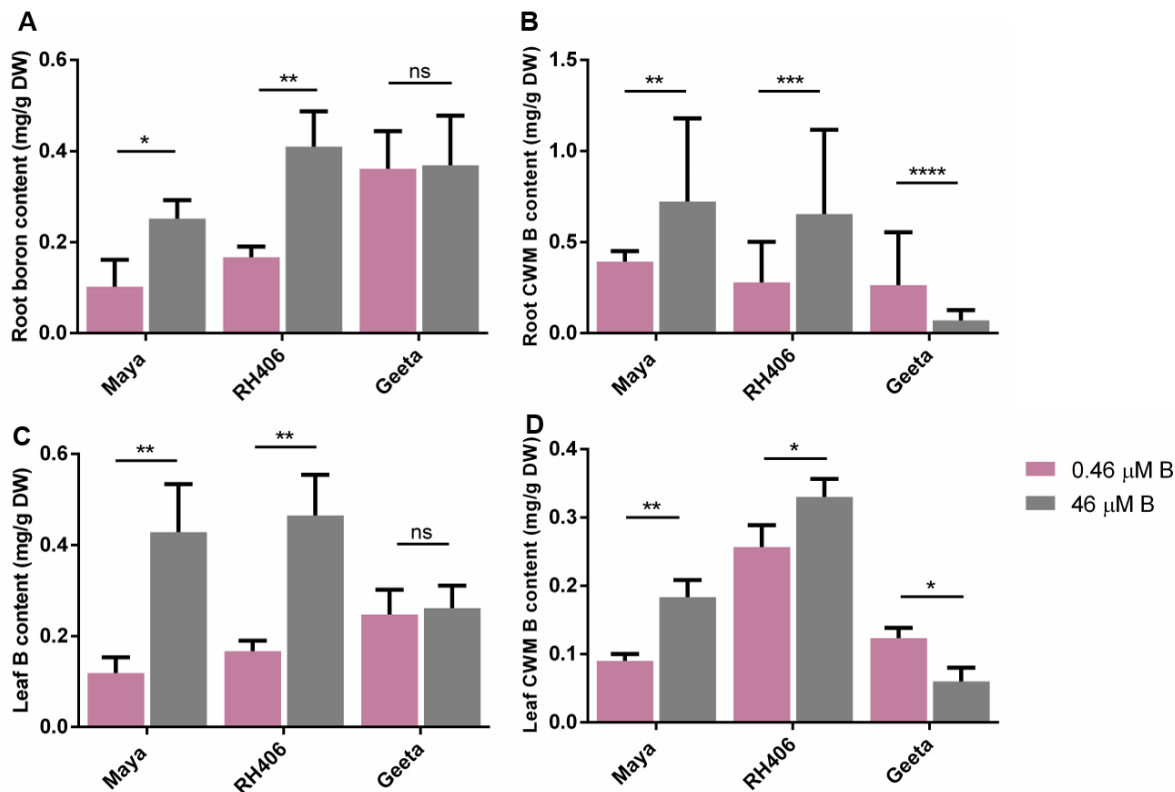 A
Root boron content (mg/g DW)
0.6
0.4
0.2
0.0
*
**
ns
Maya
RH406
Geeta
B
Root CWM B content (mg/g DW)
1.5
1.0
0.5
0.0
**
***
****
Maya
RH406
Geeta
C
Leaf B content (mg/g DW)
0.6
0.4
0.2
0.0
**
**
ns
Maya
RH406
Geeta
D
Leaf CWM B content (mg/g DW)
0.4
0.3
0.2
0.1
0.0
**
*
*
Maya
RH406
Geeta
0.46 μM B
46 μM B